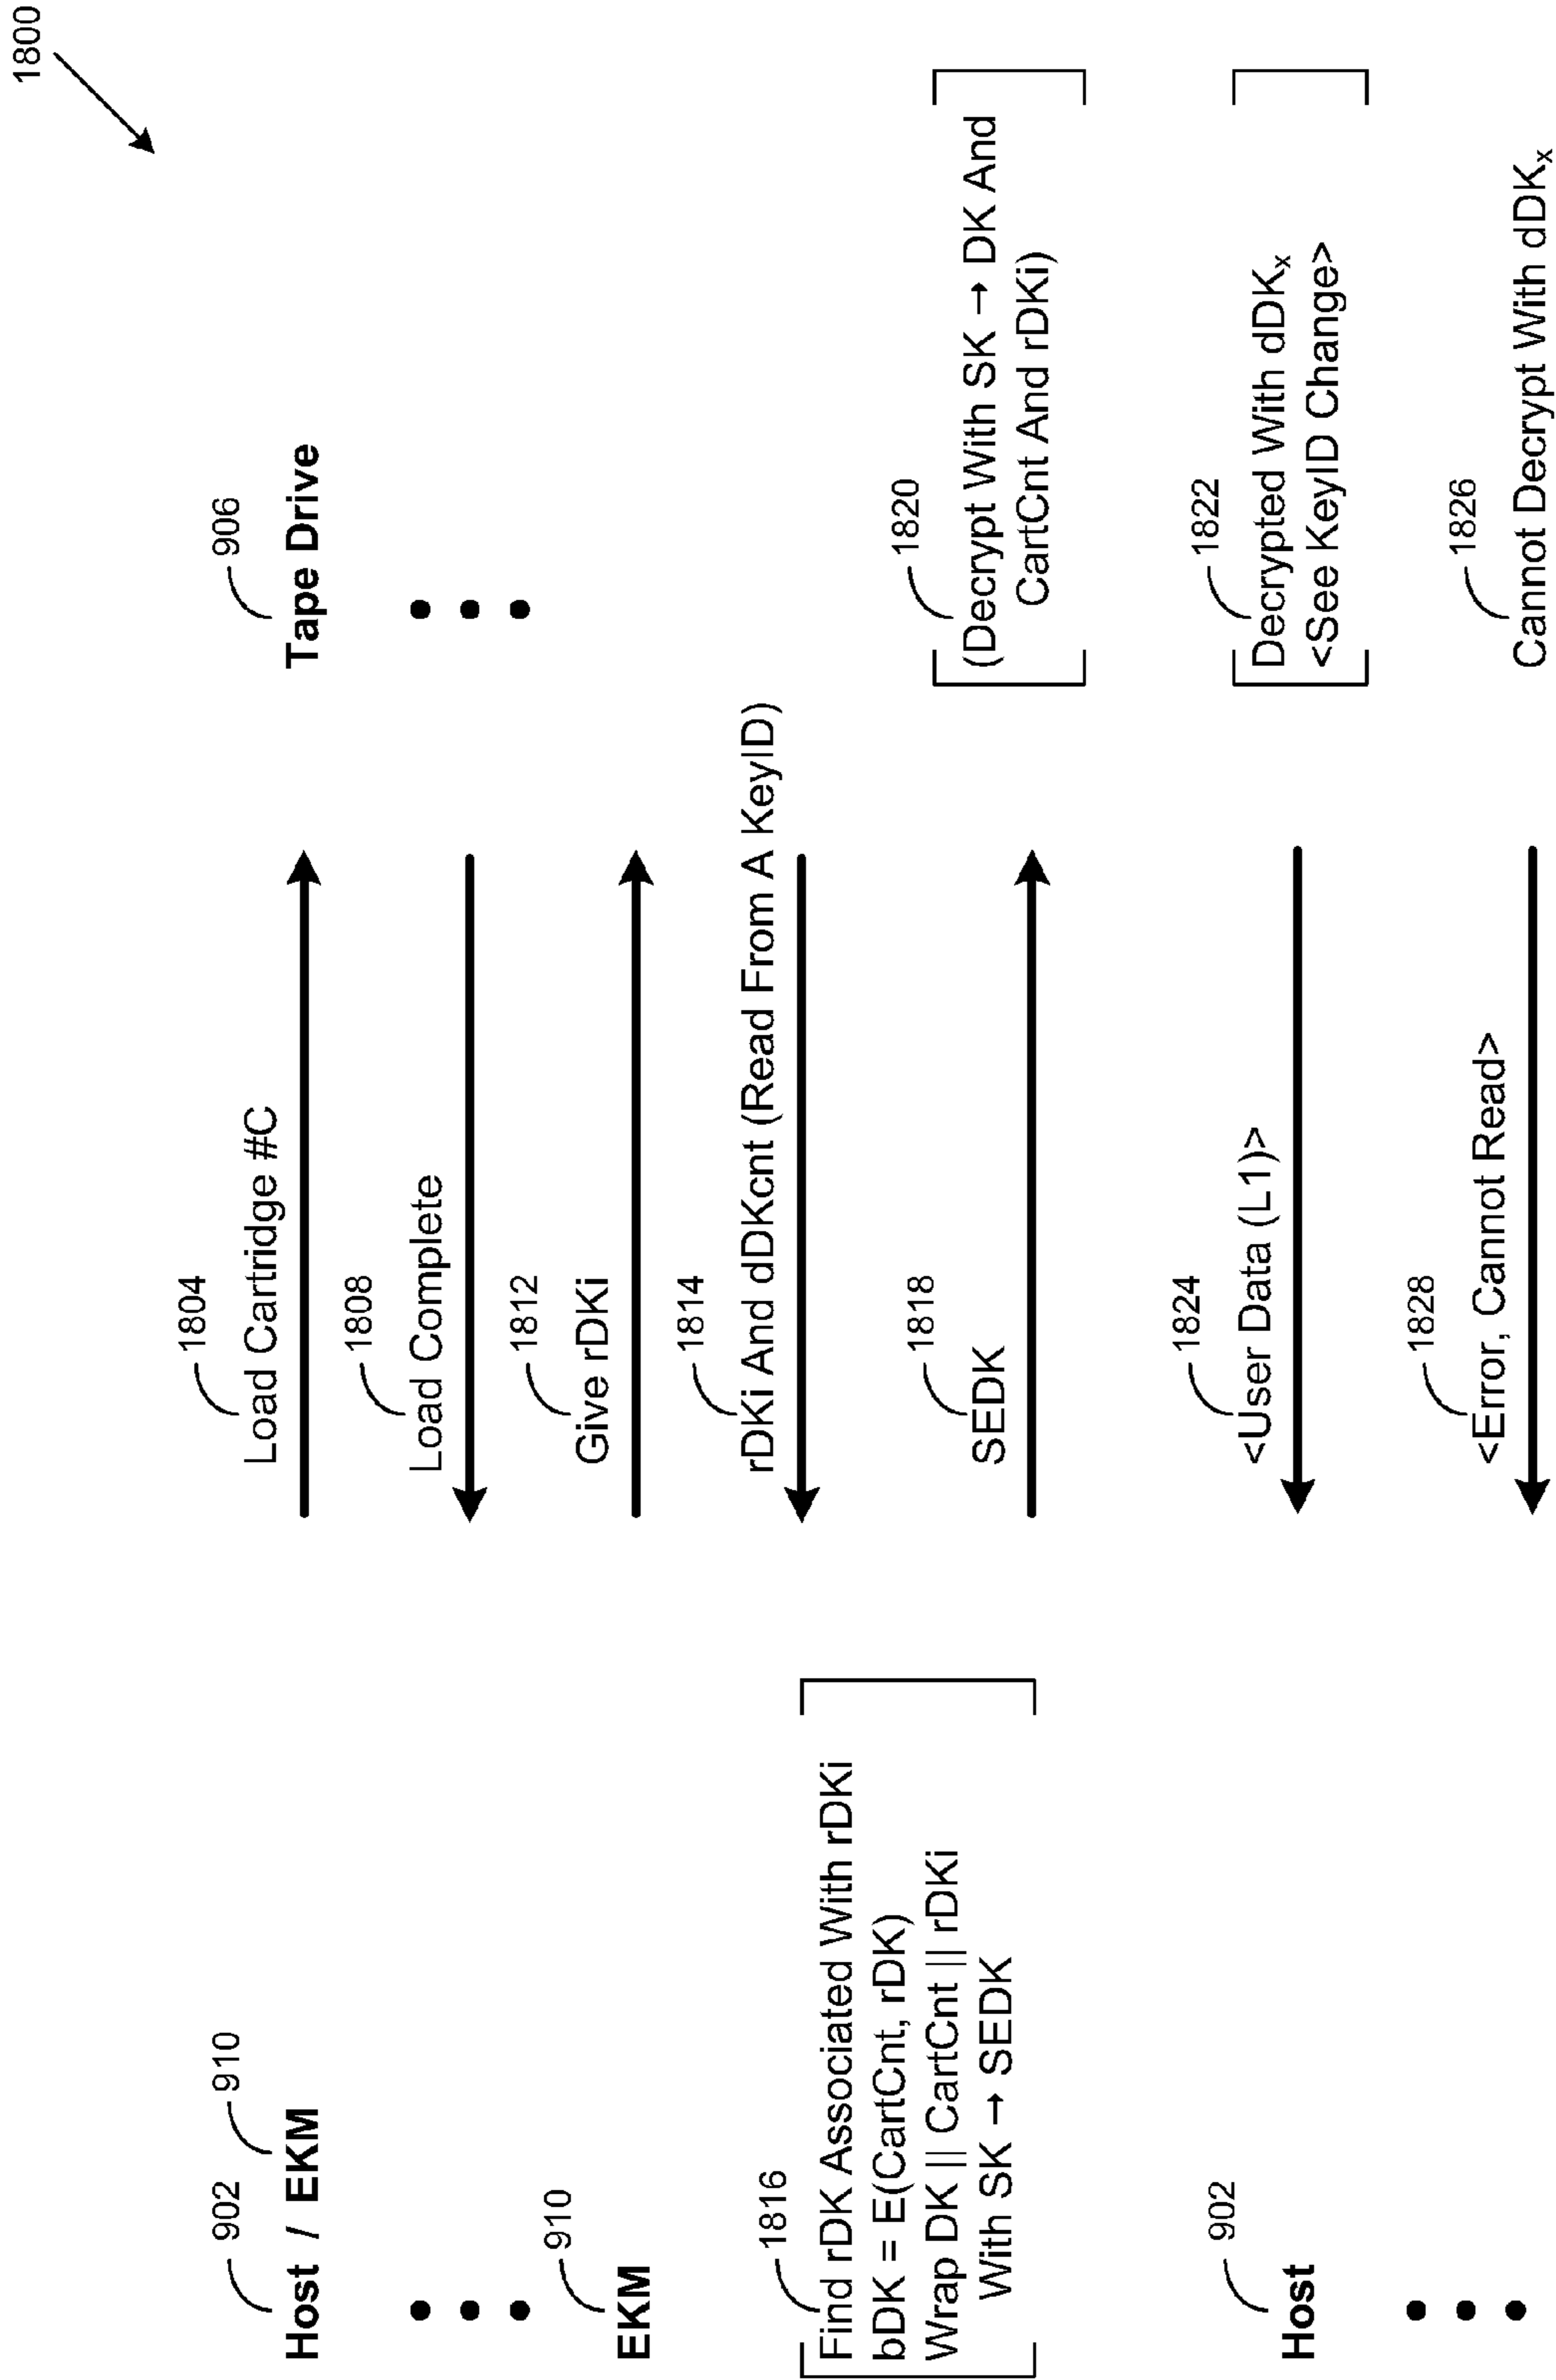 1800
902
910
906
Host / EKM
Tape Drive
1804
Load Cartridge #C
1808
Load Complete
910
EKM
1812
Give rDKi
1814
rDKi And dDKcnt (Read From A KeyID)
1816
Find rDK Associated With rDKi
bDK = E(CartCnt, rDK)
Wrap DK || CartCnt || rDKi
With SK → SEDK
1818
SEDK
1820
(Decrypt With SK → DK And
CartCnt And rDKi)
902
Host
1822
Decrypted With dDKx
<See KeyID Change>
1824
<User Data (L1)>
1826
Cannot Decrypt With dDKx
1828
<Error, Cannot Read>